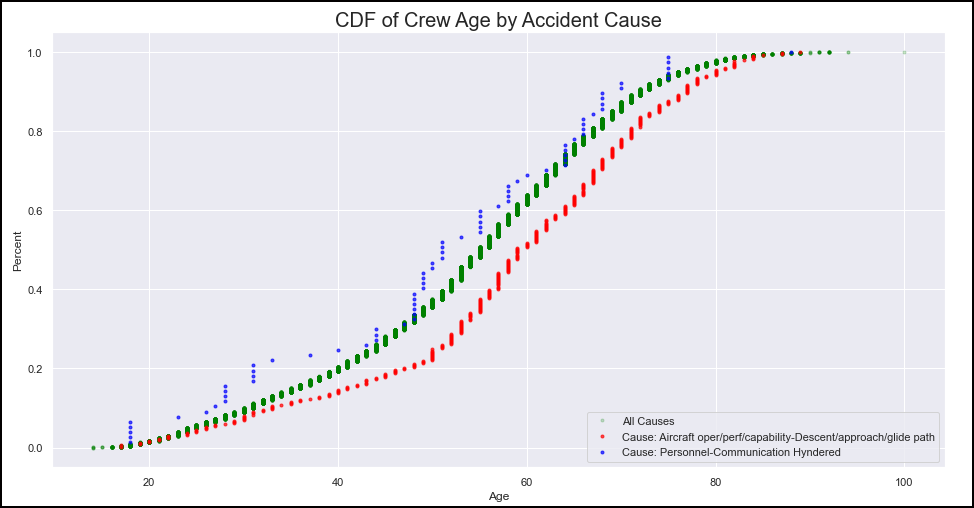 CDF of Crew Age by Accident Cause
1.0
0.8
0.6
0.4
0.2
0.0
Percent
20
40
60
80
100
Age
All Causes
Cause: Aircraft oper/perf/capability-Descent/approach/glide path
Cause: Personnel-Communication Hyndered